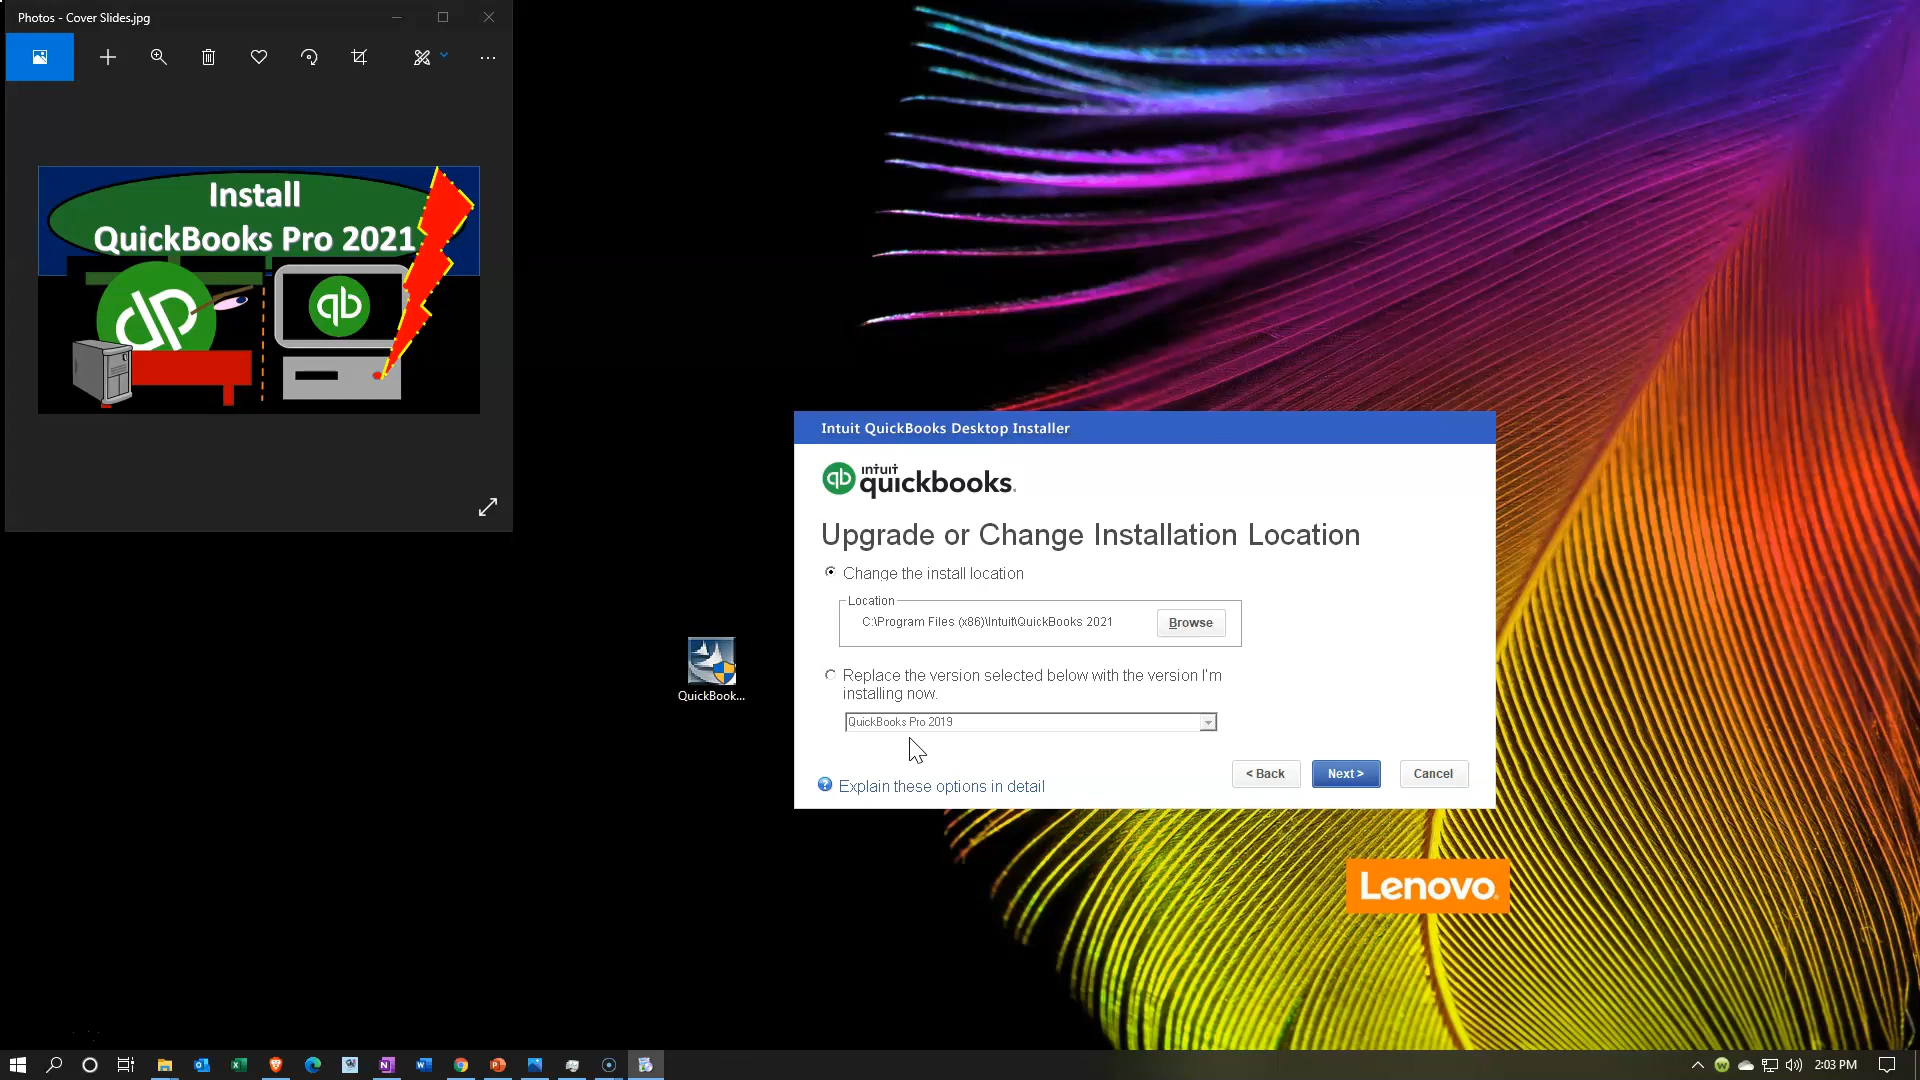 Photos - Cover Slides.jpg
Install
QuickBooks Pro 2021
qb
qb
Intuit QuickBooks Desktop Installer
qb intuit quickbooks.
Upgrade or Change Installation Location
Change the install location
Location
C:\Program Files (x86)\Intuit\QuickBooks 2021
Browse
Replace the version selected below with the version I'm
installing now.
QuickBooks Pro 2019
Explain these options in detail
< Back
Next >
Cancel
QuickBook...
Lenovo
2:03 PM